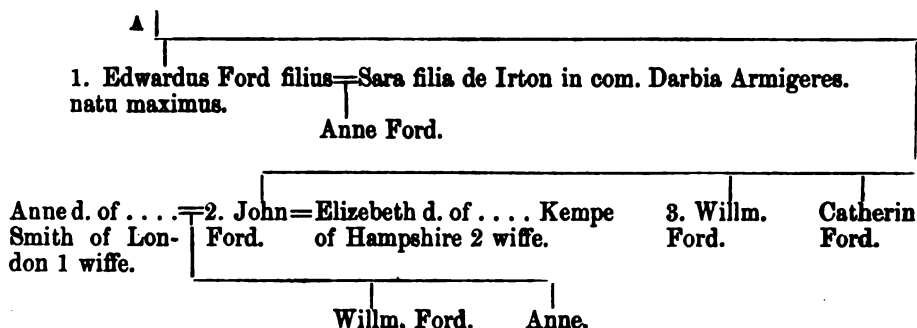 A
1. Edwardus Ford filius=Sara filia de Irton in com. Darbia Armigeres.
natu maximus.
Anne Ford.
Anne d. of . . . .=2. John=Elizebeth d. of . . . . Kempe 3. Willm. Catherin
Smith of Lon- Ford. of Hampshire 2 wiffe. Ford. Ford.
don 1 wiffe.
Willm. Ford. Anne.